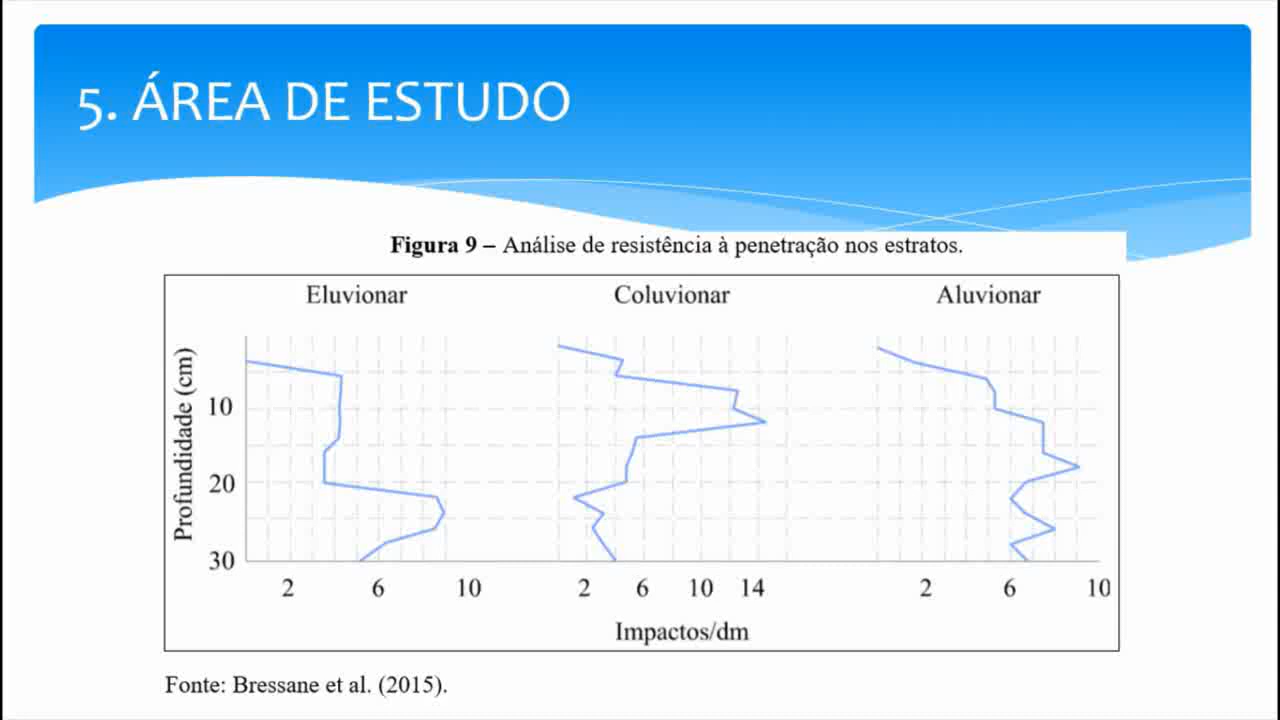 5. ÁREA DE ESTUDO
Figura 9 – Análise de resistência à penetração nos estratos.
Eluvionar Coluvionar Aluvionar
Profundidade (cm)
10
20
30
2 6 10 2 6 10 14 2 6 10
Impactos/dm
Fonte: Bressane et al. (2015).